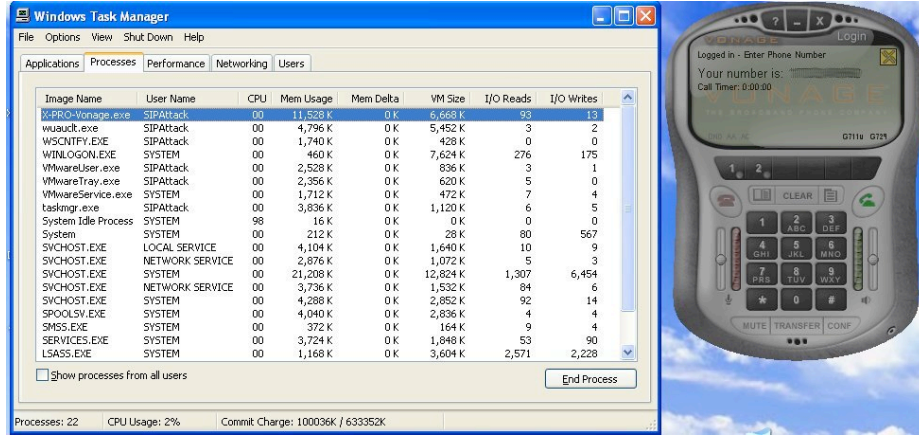 Windows Task Manager
File Options View Shut Down Help
Applications Processes Performance Networking Users
Image Name User Name CPU Mem Usage Mem Delta VM Size I/O Reads I/O Writes
X-PRO-Vonage.exe SIPAttack 00 11,528 K 0 K 6,668 K 93 13
wuauclt.exe SIPAttack 00 4,796 K 0 K 5,452 K 3 2
WSCNTFY.EXE SIPAttack 00 1,740 K 0 K 428 K 0 0
WINLOGON.EXE SYSTEM 00 460 K 0 K 7,624 K 276 175
VMwareUser.exe SIPAttack 00 2,528 K 0 K 836 K 3 1
VMwareTray.exe SIPAttack 00 2,356 K 0 K 620 K 5 0
VMwareService.exe SYSTEM 00 1,712 K 0 K 472 K 7 4
taskmgr.exe SIPAttack 00 3,836 K 0 K 1,120 K 6 5
System Idle Process SYSTEM 98 16 K 0 K 0 K 0 0
System SYSTEM 00 212 K 0 K 28 K 80 567
SVCHOST.EXE LOCAL SERVICE 00 4,104 K 0 K 1,640 K 10 9
SVCHOST.EXE NETWORK SERVICE 00 2,876 K 0 K 1,072 K 5 3
SVCHOST.EXE SYSTEM 00 21,208 K 0 K 12,824 K 1,307 6,454
SVCHOST.EXE NETWORK SERVICE 00 3,736 K 0 K 1,532 K 84 6
SVCHOST.EXE SYSTEM 00 4,288 K 0 K 2,852 K 92 14
SPOOLSV.EXE SYSTEM 00 4,040 K 0 K 2,836 K 4 4
SMSS.EXE SYSTEM 00 372 K 0 K 164 K 9 4
SERVICES.EXE SYSTEM 00 3,724 K 0 K 1,848 K 53 90
LSASS.EXE SYSTEM 00 1,168 K 0 K 3,604 K 2,571 2,228
Show processes from all users
End Process
Processes: 22 CPU Usage: 2% Commit Charge: 100036K / 633352K
? - X
VONAGE Login
Logged in - Enter Phone Number
Your number is:
Call Timer: 0:00:00
VONAGE
THE BROADBAND PHONE COMPANY
G711u G729
1 2
CLEAR
1 2 ABC 3 DEF
4 GHI 5 JKL 6 MNO
7 PRS 8 TUV 9 WXY
* 0 #
MUTE TRANSFER CONF